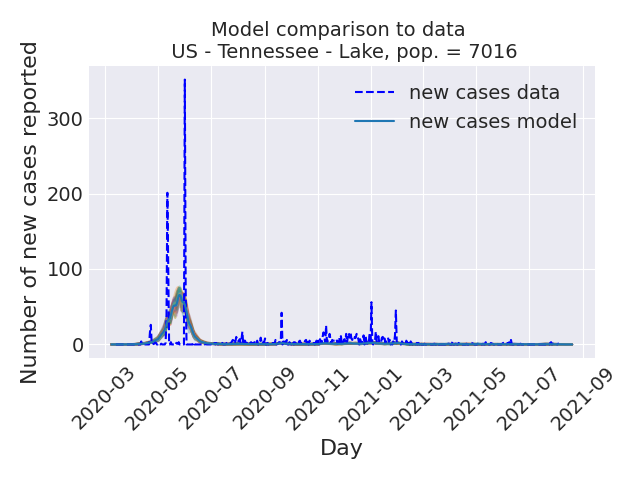 Model comparison to data
US - Tennessee - Lake, pop. = 7016
new cases data
new cases model
Number of new cases reported
300
200
100
0
2020-03
2020-05
2020-07
2020-09
2020-11
2021-01
2021-03
2021-05
2021-07
2021-09
Day